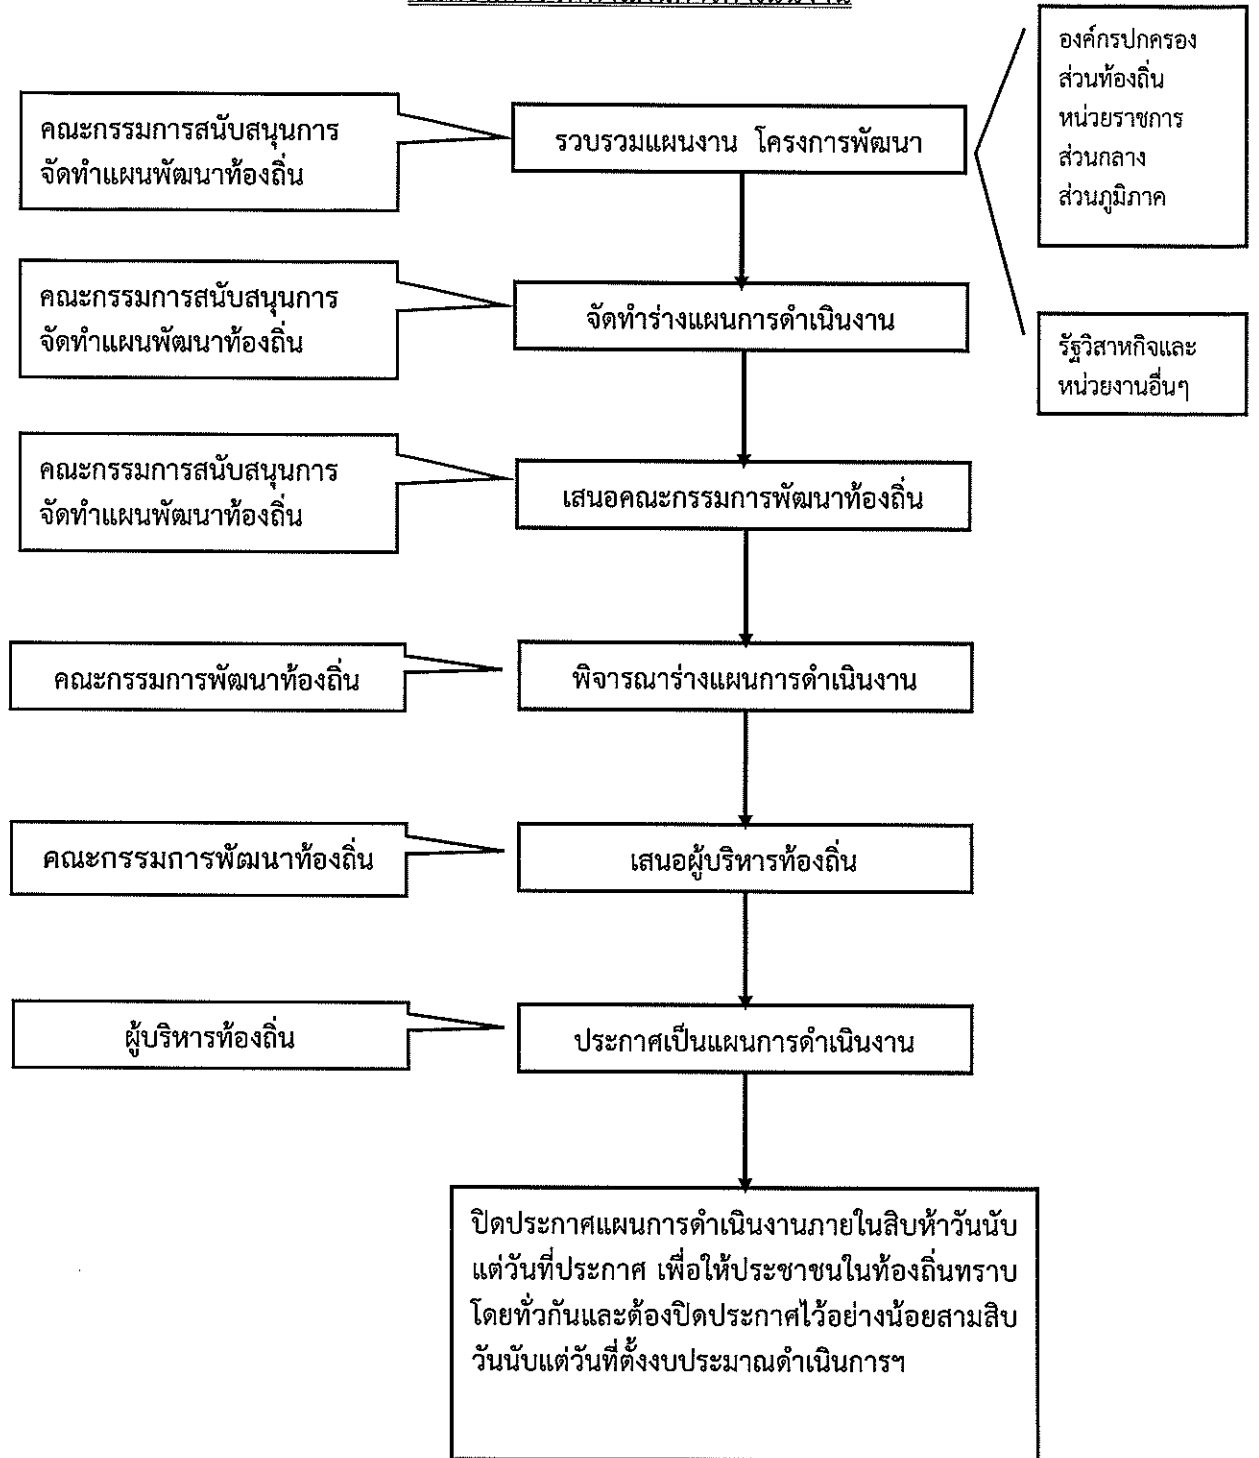 องค์กรปกครอง
ส่วนท้องถิ่น
หน่วยราชการ
ส่วนกลาง
ส่วนภูมิภาค
คณะกรรมการสนับสนุนการ
จัดทำแผนพัฒนาท้องถิ่น
รวบรวมแผนงาน โครงการพัฒนา
คณะกรรมการสนับสนุนการ
จัดทำแผนพัฒนาท้องถิ่น
จัดทำร่างแผนการดำเนินงาน
รัฐวิสาหกิจและ
หน่วยงานอื่นๆ
คณะกรรมการสนับสนุนการ
จัดทำแผนพัฒนาท้องถิ่น
เสนอคณะกรรมการพัฒนาท้องถิ่น
คณะกรรมการพัฒนาท้องถิ่น
พิจารณาร่างแผนการดำเนินงาน
คณะกรรมการพัฒนาท้องถิ่น
เสนอผู้บริหารท้องถิ่น
ผู้บริหารท้องถิ่น
ประกาศเป็นแผนการดำเนินงาน
ปิดประกาศแผนการดำเนินงานภายในสิบห้าวันนับ
แต่วันที่ประกาศ เพื่อให้ประชาชนในท้องถิ่นทราบ
โดยทั่วกันและต้องปิดประกาศไว้อย่างน้อยสามสิบ
วันนับแต่วันที่ตั้งงบประมาณดำเนินการฯ